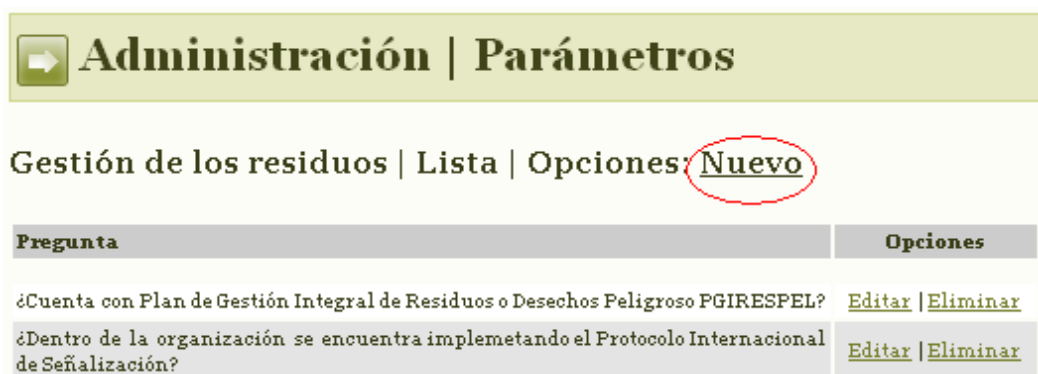 Administración | Parámetros
Gestión de los residuos | Lista | Opciones: Nuevo
Pregunta Opciones
¿Cuenta con Plan de Gestión Integral de Residuos o Desechos Peligroso PGIRESPEL? Editar | Eliminar
¿Dentro de la organización se encuentra implemetando el Protocolo Internacional
de Señalización? Editar | Eliminar